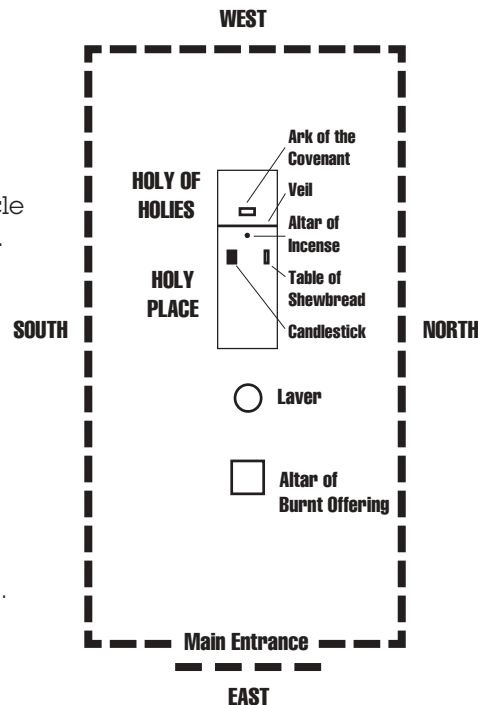 WEST
Ark of the
Covenant
HOLY OF
HOLIES
Veil
cle
Altar of
Incense
.
HOLY
PLACE
Table of
Shewbread
Candlestick
SOUTH
NORTH
Laver
Altar of
Burnt Offering
.
Main Entrance
EAST